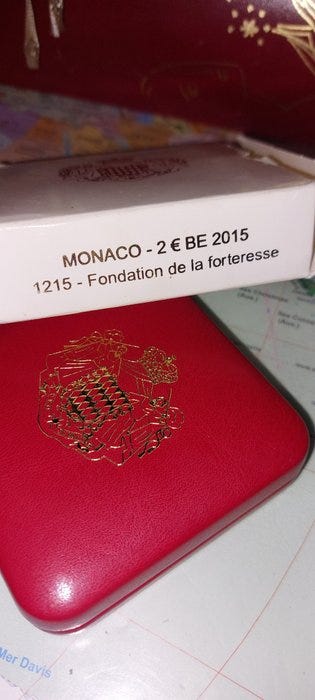 MONACO - 2 € BE 2015
1215 - Fondation de la forteresse
Mer Davis